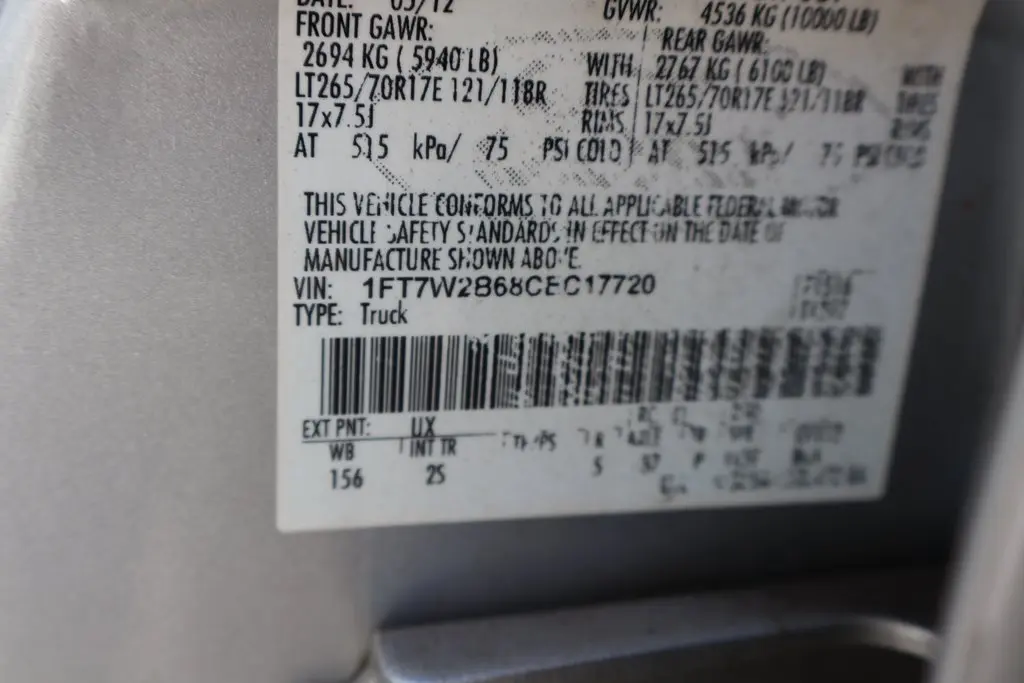 DATE: 05/12
GVWR: 4536 KG (10000 LB)
FRONT GAWR:
REAR GAWR:
2694 KG ( 5940 LB) WITH 2767 KG ( 6100 LB) WITH
LT265/70R17E 121/118R TIRES LT265/70R17E 121/118R TIRES
17x7.5J RIMS 17x7.5J RIMS
AT 515 kPa/ 75 PSI COLD AT 515 kPa/ 75 PSI COLD
THIS VEHICLE CONFORMS TO ALL APPLICABLE FEDERAL MOTOR
VEHICLE SAFETY STANDARDS IN EFFECT ON THE DATE OF
MANUFACTURE SHOWN ABOVE.
VIN: 1FT7W2B68CEC17720
TYPE: Truck
EXT PNT: UX
WB INT TR
156 2S